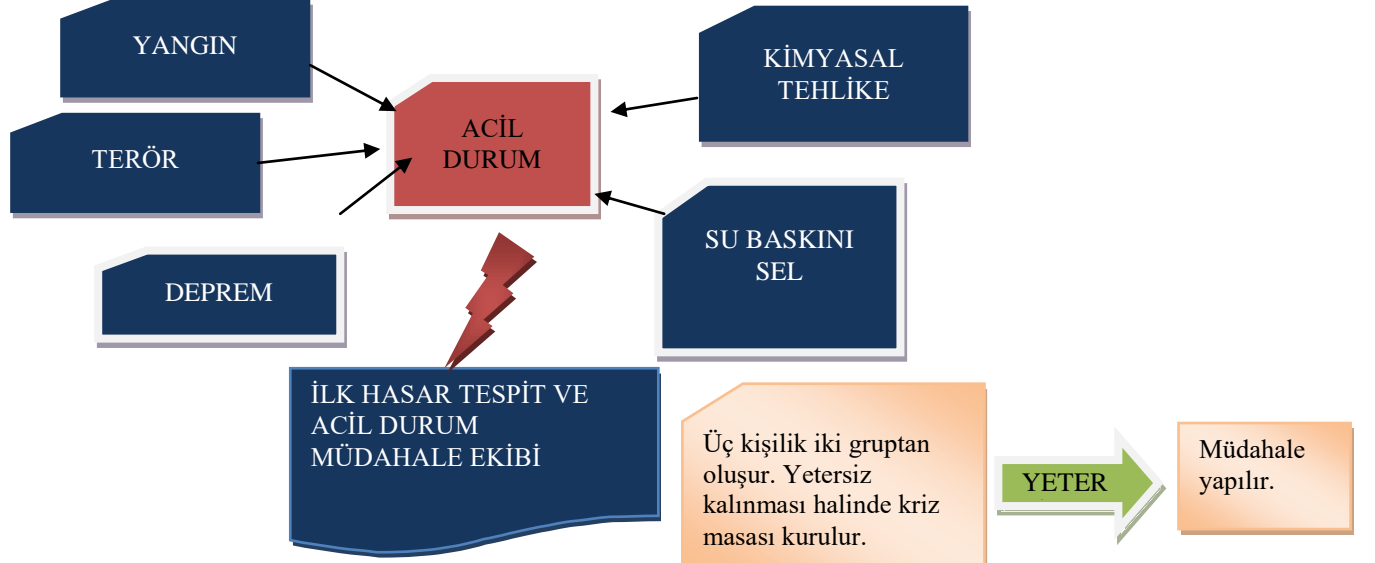 YANGIN
KİMYASAL
TEHLİKE
ACİL
DURUM
TERÖR
SU BASKINI
SEL
DEPREM
İLK HASAR TESPİT VE
ACİL DURUM
MÜDAHALE EKİBİ
Üç kişilik iki gruptan
oluşur. Yetersiz
kalınması halinde kriz
masası kurulur.
YETER
Müdahale
yapılır.